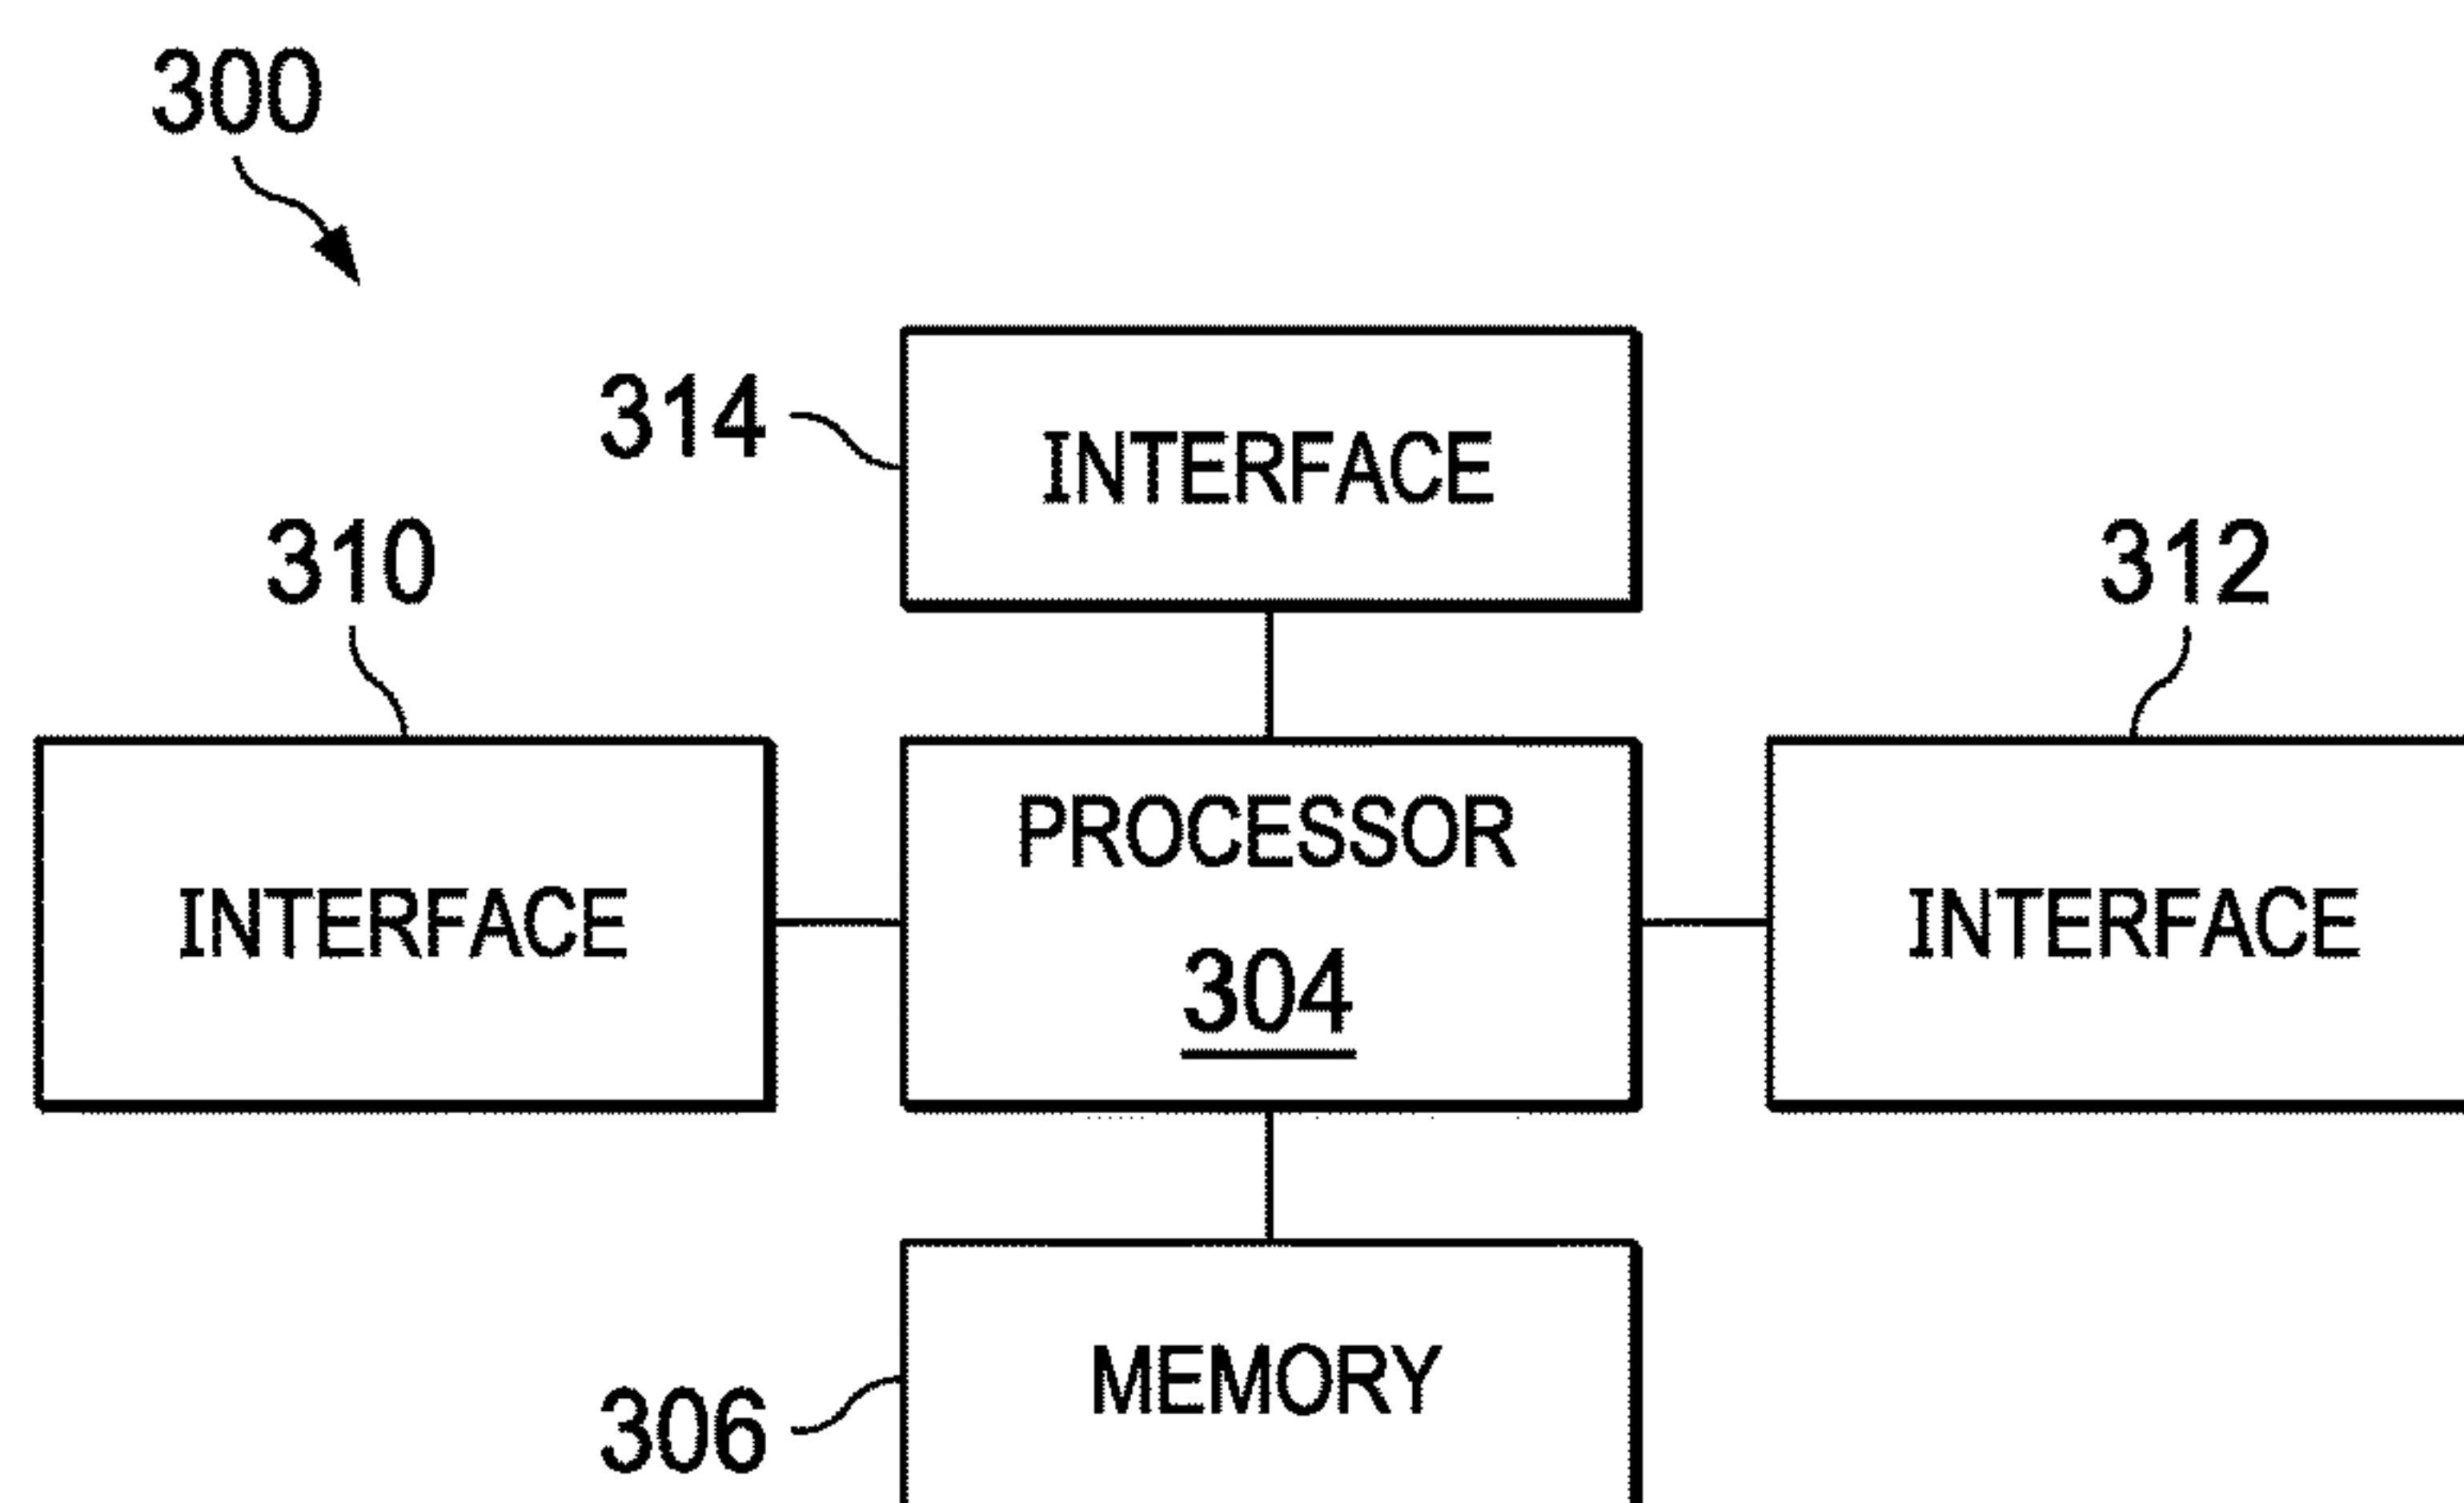 300
314
INTERFACE
310
312
INTERFACE
PROCESSOR
304
INTERFACE
306
MEMORY